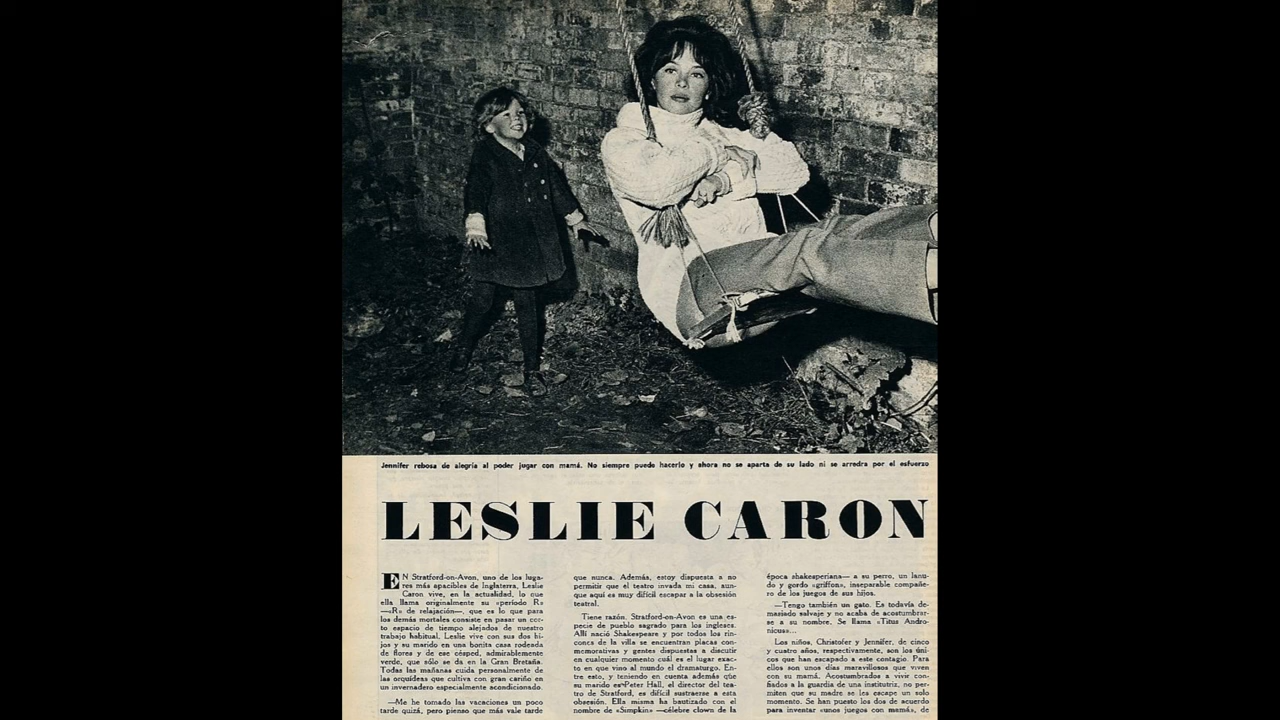 Jennifer rebosa de alegría al poder jugar con mamá. No siempre puede hacerlo y ahora no se aparta de su lado ni se arredra por el esfuerzo
LESLIE CARON
EN Stratford-on-Avon, uno de los luga-
res más apacibles de Inglaterra, Leslie
Caron vive, en la actualidad, lo que
ella llama originalmente su «período R»
—«R» de relajación—, que es lo que para
los demás mortales consiste en pasar un cor-
to espacio de tiempo alejados de nuestro
trabajo habitual. Leslie vive con sus dos hi-
jos y su marido en una bonita casa rodeada
de flores y de ese césped, admirablemente
verde, que sólo se da en la Gran Bretaña.
Todas las mañanas cuida personalmente de
las orquídeas que cultiva con gran cariño en
un invernadero especialmente acondicionado.
—Me he tomado las vacaciones un poco
tarde quizá, pero pienso que más vale tarde
que nunca. Además, estoy dispuesta a no
permitir que el teatro invada mi casa, aun-
que aquí es muy difícil escapar a la obsesión
teatral.
Tiene razón. Stratford-on-Avon es una es-
pecie de pueblo sagrado para los ingleses.
Allí nació Shakespeare y por todos los rin-
cones de la villa se encuentran placas con-
memorativas y gentes dispuestas a discutir
en cualquier momento cuál es el lugar exac-
to en que vino al mundo el dramaturgo. En-
tre esto, y teniendo en cuenta además que
su marido es Peter Hall, el director del tea-
tro de Stratford, es difícil sustraerse a esta
obsesión. Ella misma ha bautizado con el
nombre de «Simpkin» —célebre clown de la
época shakesperiana— a su perro, un lanu-
do y gordo «griffon», inseparable compañe-
ro de los juegos de sus hijos.
—Tengo también un gato. Es todavía de-
masiado salvaje y no acaba de acostumbrar-
se a su nombre. Se llama «Titus Andro-
nicus»...
Los niños, Christofer y Jennifer, de cinco
y cuatro años, respectivamente, son los úni-
cos que han escapado a este contagio. Para
ellos son unos días maravillosos que viven
con su mamá. Acostumbrados a vivir con-
fiados a la guardia de una institutriz, no per-
miten que su madre se les escape un solo
momento. Se han puesto los dos de acuerdo
para inventar «unos juegos con mamá», de